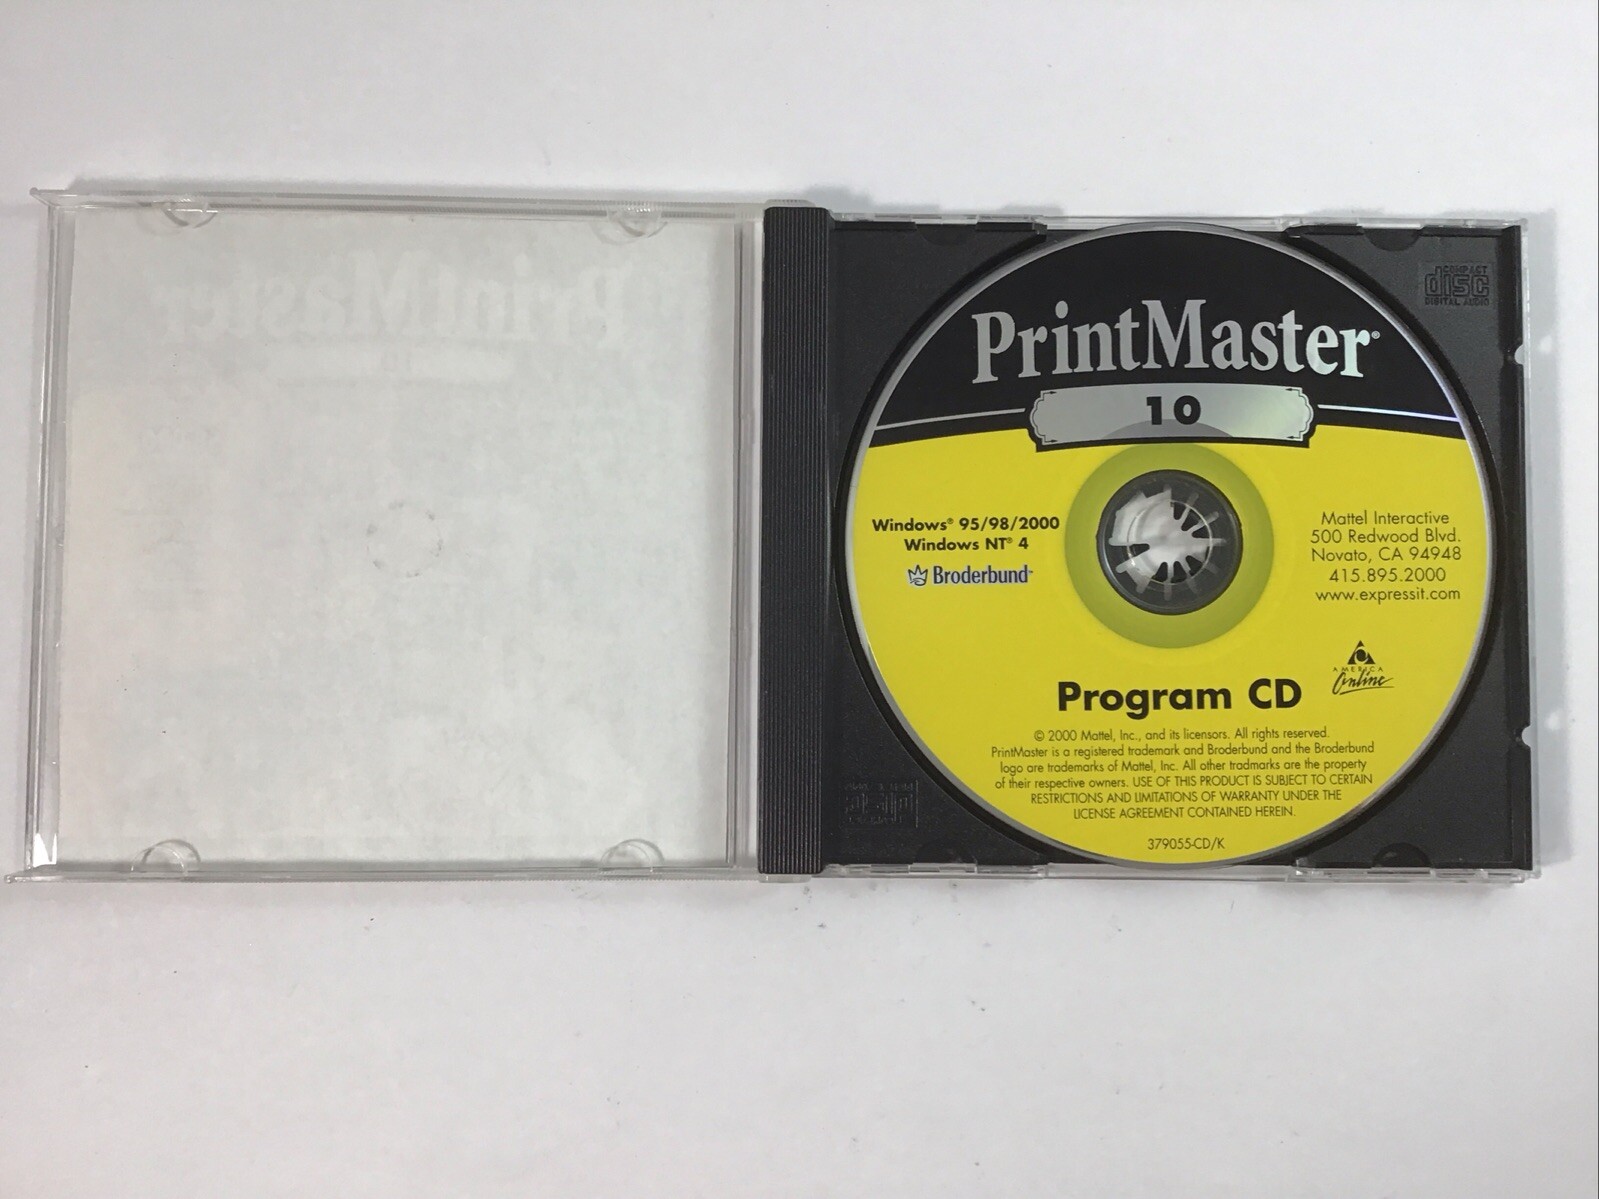 PrintMaster®
10
Windows® 95/98/2000
Windows NT® 4
Broderbund™
Mattel Interactive
500 Redwood Blvd.
Novato, CA 94948
415.895.2000
www.expressit.com
AMERICA
Online
Program CD
© 2000 Mattel, Inc., and its licensors. All rights reserved.
PrintMaster is a registered trademark and Broderbund and the Broderbund
logo are trademarks of Mattel, Inc. All other tradmarks are the property
of their respective owners. USE OF THIS PRODUCT IS SUBJECT TO CERTAIN
RESTRICTIONS AND LIMITATIONS OF WARRANTY UNDER THE
LICENSE AGREEMENT CONTAINED HEREIN.
379055-CD/K
COMPACT
disc
DIGITAL AUDIO